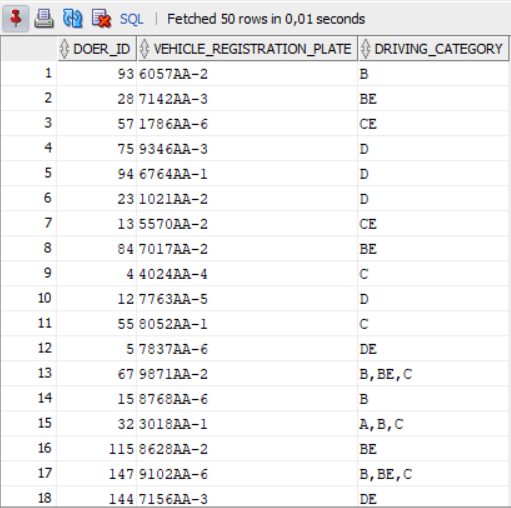 SQL | Fetched 50 rows in 0,01 seconds
DOER_ID VEHICLE_REGISTRATION_PLATE DRIVING_CATEGORY
1 93 6057AA-2 B
2 28 7142AA-3 BE
3 57 1786AA-6 CE
4 75 9346AA-3 D
5 94 6764AA-1 D
6 23 1021AA-2 D
7 13 5570AA-2 CE
8 84 7017AA-2 BE
9 4 4024AA-4 C
10 12 7763AA-5 D
11 55 8052AA-1 C
12 5 7837AA-6 DE
13 67 9871AA-2 B,BE,C
14 15 8768AA-6 B
15 32 3018AA-1 A,B,C
16 115 8628AA-2 BE
17 147 9102AA-6 B,BE,C
18 144 7156AA-3 DE